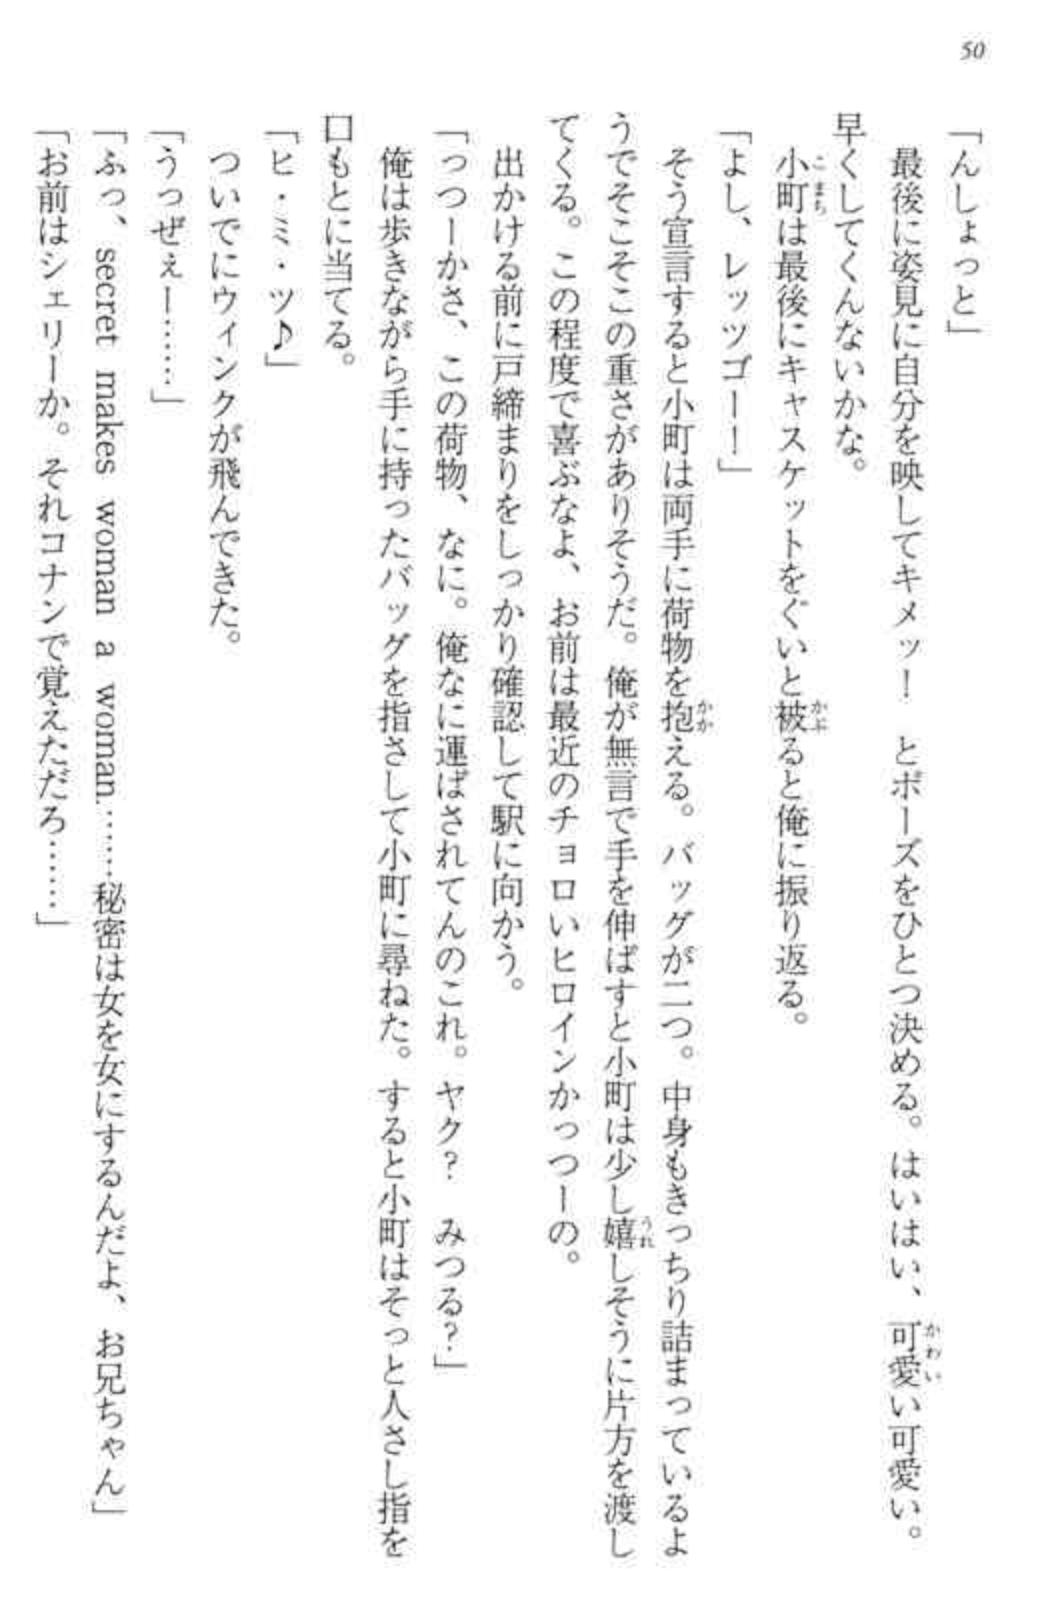 50
「んしょっと」
最後に姿見に自分を映してキメッ！　とポーズをひとつ決める。はいはい、可愛い可愛い。
早くしてくんないかな。
小町は最後にキャスケットをぐいと被ると俺に振り返る。
「よし、レッツゴー！」
そう宣言すると小町は両手に荷物を抱える。バッグが二つ。中身もきっちり詰まっているよ
うでそこそこの重さがありそうだ。俺が無言で手を伸ばすと小町は少し嬉しそうに片方を渡し
てくる。この程度で喜ぶなよ、お前は最近のチョロいヒロインかっつーの。
出かける前に戸締まりをしっかり確認して駅に向かう。
「っつーかさ、この荷物、なに。俺なに運ばされてんのこれ。ヤク？　みつる？」
俺は歩きながら手に持ったバッグを指さして小町に尋ねた。すると小町はそっと人さし指を
口もとに当てる。
「ヒ・ミ・ツ♪」
ついでにウィンクが飛んできた。
「うっぜぇー……」
「ふっ、secret makes woman a woman……秘密は女を女にするんだよ、お兄ちゃん」
「お前はシェリーか。それコナンで覚えただろ……」